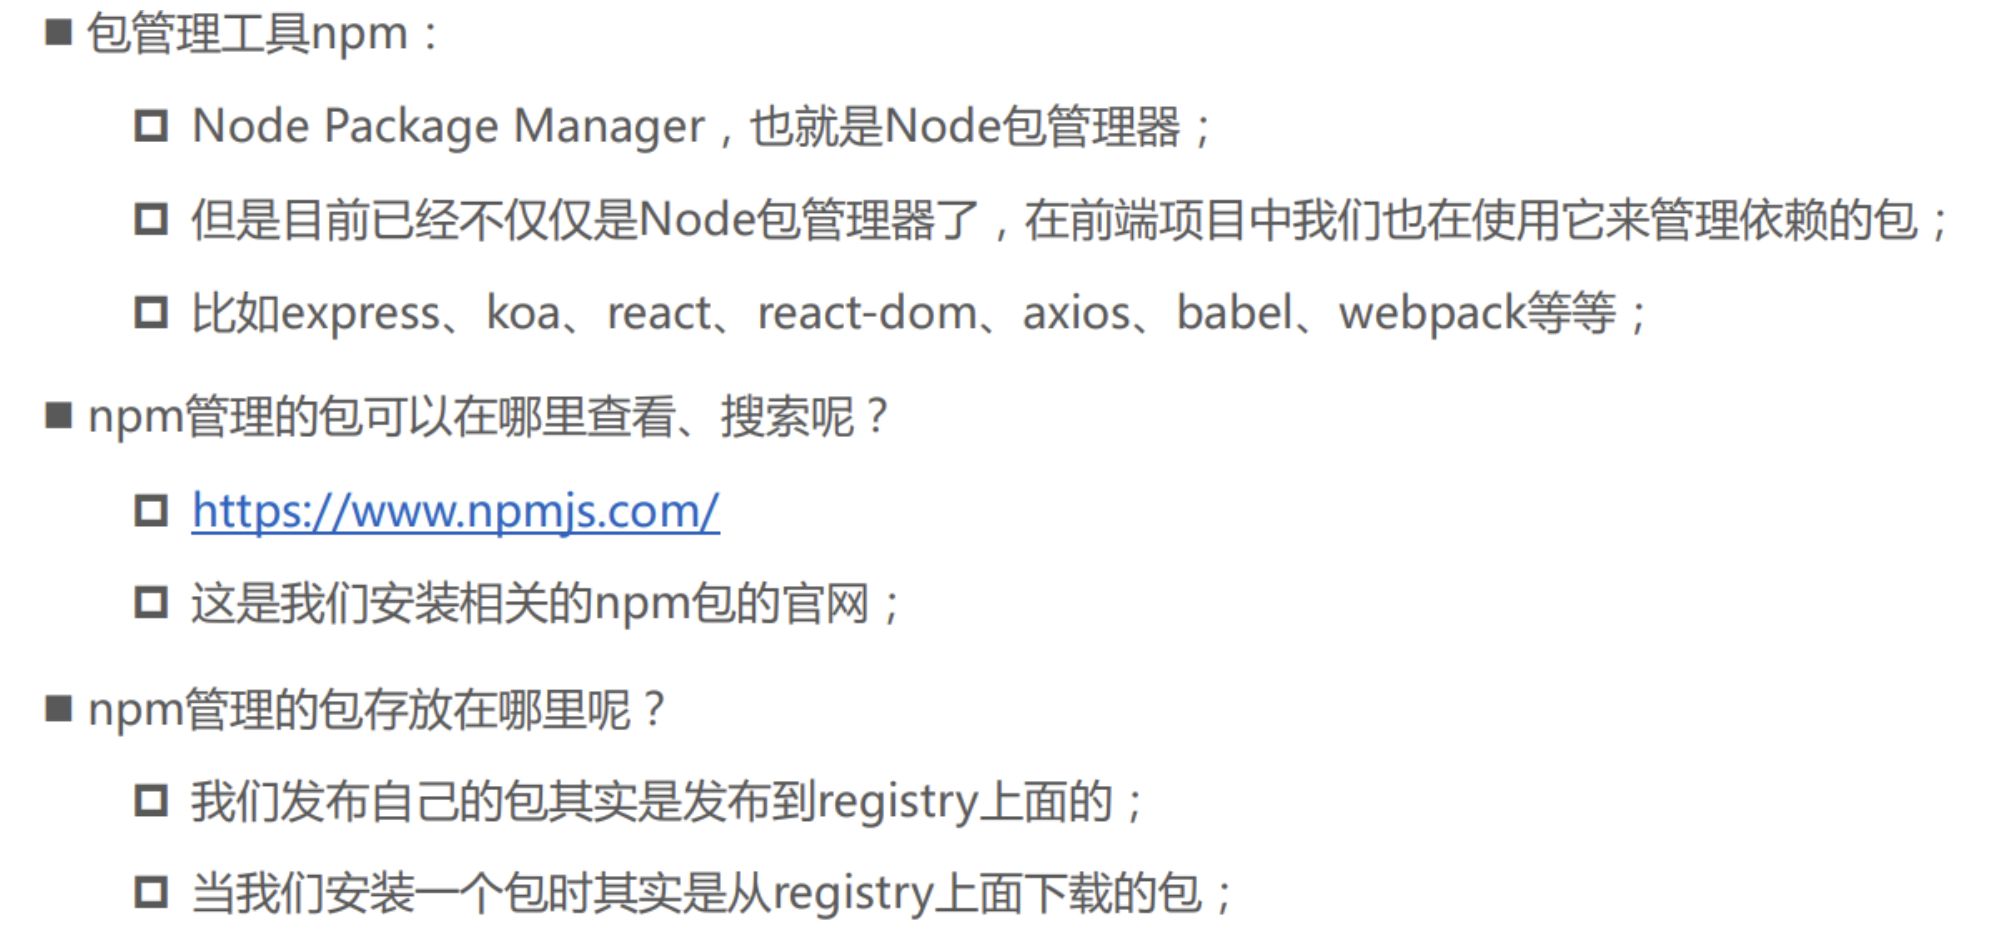 包管理工具npm：
Node Package Manager，也就是Node包管理器；
但是目前已经不仅仅是Node包管理器了，在前端项目中我们也在使用它来管理依赖的包；
比如express、koa、react、react-dom、axios、babel、webpack等等；
npm管理的包可以在哪里查看、搜索呢？
https://www.npmjs.com/
这是我们安装相关的npm包的官网；
npm管理的包存放在哪里呢？
我们发布自己的包其实是发布到registry上面的；
当我们安装一个包时其实是从registry上面下载的包；